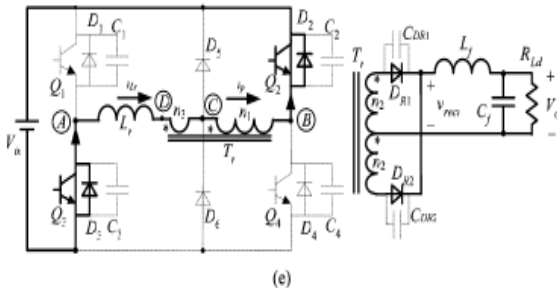 D1 C1 D2 C2
Q1 D5 Q2
iLr ip
A Lr D n3 C n1 B
Vin Tr
Q3 D3 C3 D6 Q4 D4 C4
Tr CDR1 Lf RLd
n2 DR1 + vrect − Cf + Vo −
n2 DR2
CDR2
(e)